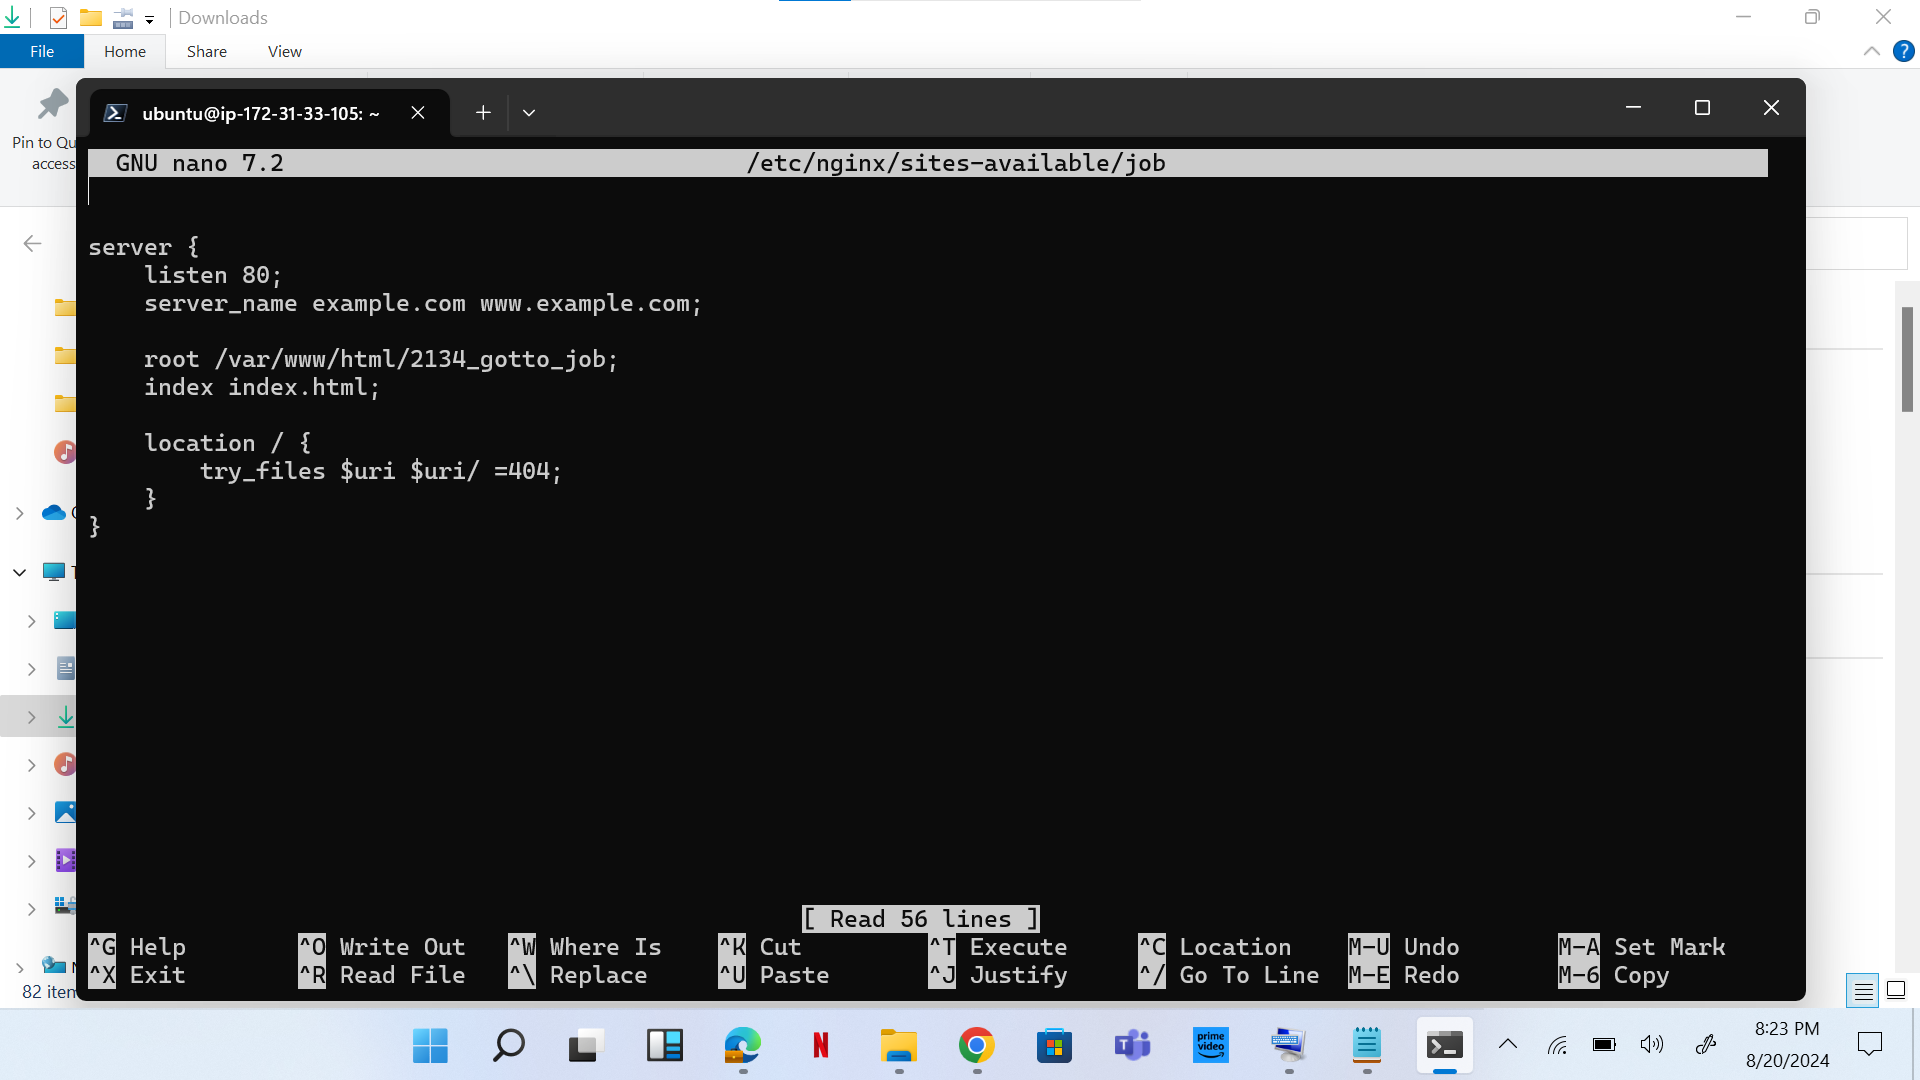 Downloads
File Home Share View
Pin to Qu
access
ubuntu@ip-172-31-33-105: ~
GNU nano 7.2 /etc/nginx/sites-available/job
server {
listen 80;
server_name example.com www.example.com;
root /var/www/html/2134_gotto_job;
index index.html;
location / {
try_files $uri $uri/ =404;
}
}
[ Read 56 lines ]
^G Help ^O Write Out ^W Where Is ^K Cut ^T Execute ^C Location M-U Undo M-A Set Mark
^X Exit ^R Read File ^\ Replace ^U Paste ^J Justify ^/ Go To Line M-E Redo M-6 Copy
82 item
prime video
8:23 PM
8/20/2024